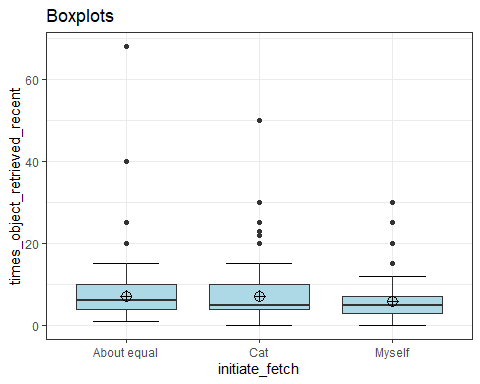 Boxplots
times_object_retrieved_recent
60
40
20
0
About equal
Cat
Myself
initiate_fetch